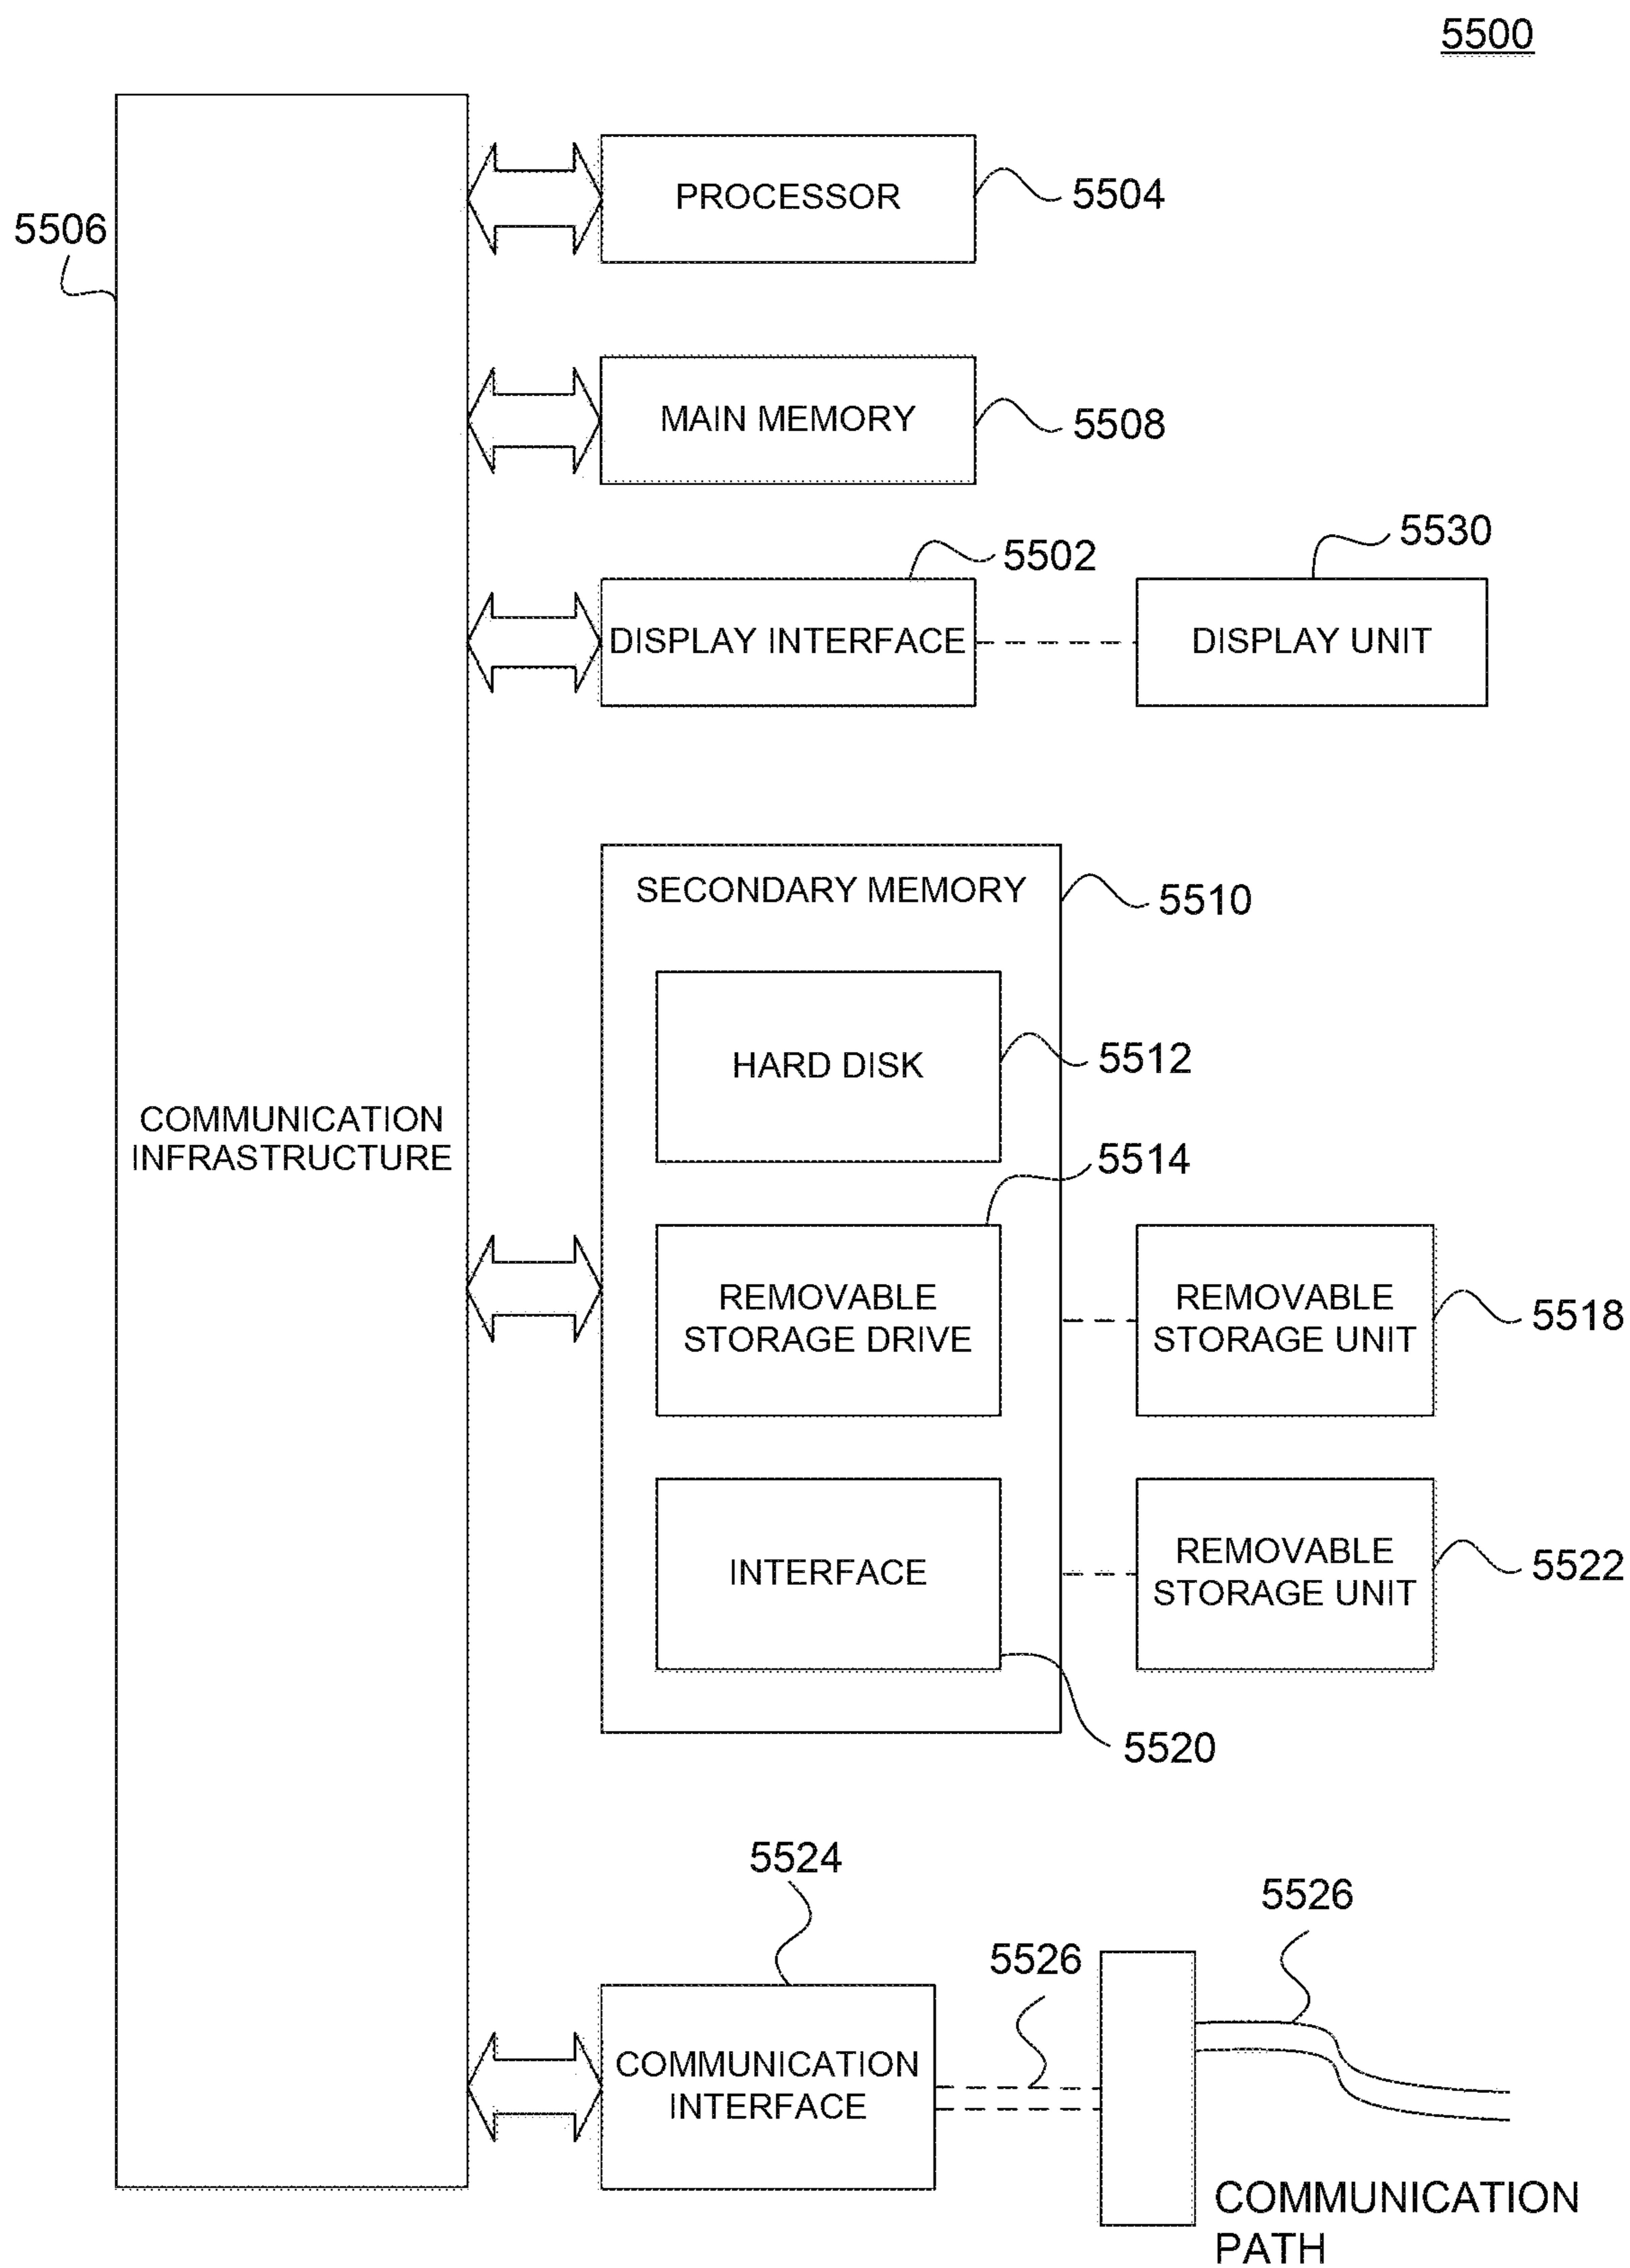 5500
5506
PROCESSOR
5504
MAIN MEMORY
5508
5502
5530
DISPLAY INTERFACE
DISPLAY UNIT
SECONDARY MEMORY
5510
HARD DISK
5512
COMMUNICATION
INFRASTRUCTURE
5514
REMOVABLE
STORAGE DRIVE
REMOVABLE
STORAGE UNIT
5518
INTERFACE
REMOVABLE
STORAGE UNIT
5522
5520
5524
5526
5526
COMMUNICATION
INTERFACE
COMMUNICATION
PATH